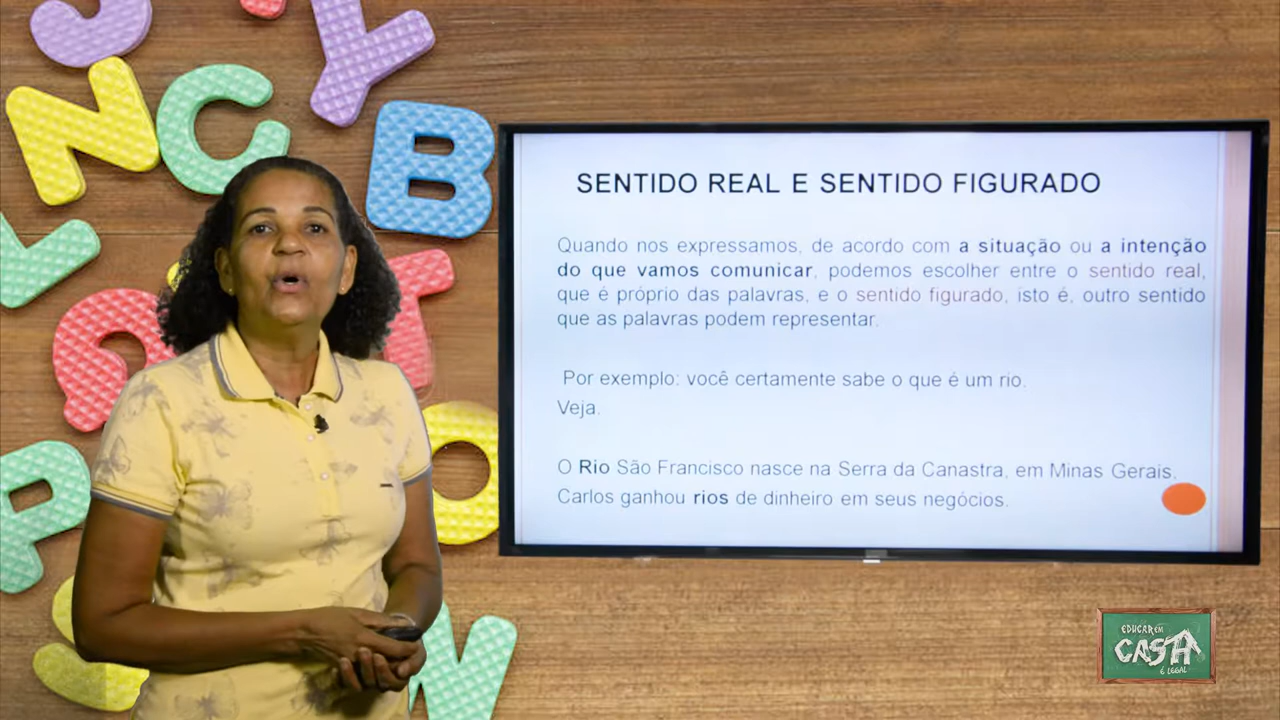 SENTIDO REAL E SENTIDO FIGURADO
Quando nos expressamos, de acordo com a situação ou a intenção
do que vamos comunicar, podemos escolher entre o sentido real,
que é próprio das palavras, e o sentido figurado, isto é, outro sentido
que as palavras podem representar.
Por exemplo: você certamente sabe o que é um rio.
Veja.
O Rio São Francisco nasce na Serra da Canastra, em Minas Gerais.
Carlos ganhou rios de dinheiro em seus negócios.
EDUCAR EM
CASA
É LEGAL